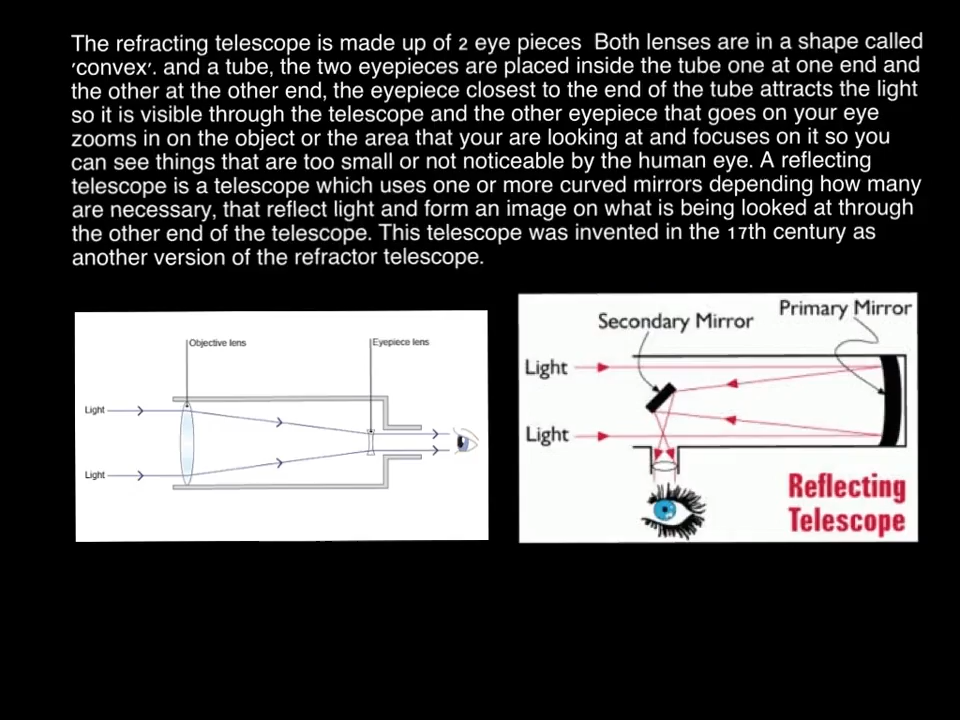 The refracting telescope is made up of 2 eye pieces  Both lenses are in a shape called
'convex'. and a tube, the two eyepieces are placed inside the tube one at one end and
the other at the other end, the eyepiece closest to the end of the tube attracts the light
so it is visible through the telescope and the other eyepiece that goes on your eye
zooms in on the object or the area that your are looking at and focuses on it so you
can see things that are too small or not noticeable by the human eye. A reflecting
telescope is a telescope which uses one or more curved mirrors depending how many
are necessary, that reflect light and form an image on what is being looked at through
the other end of the telescope. This telescope was invented in the 17th century as
another version of the refractor telescope.
Objective lens
Eyepiece lens
Light
Light
Primary Mirror
Secondary Mirror
Light
Light
Reflecting
Telescope